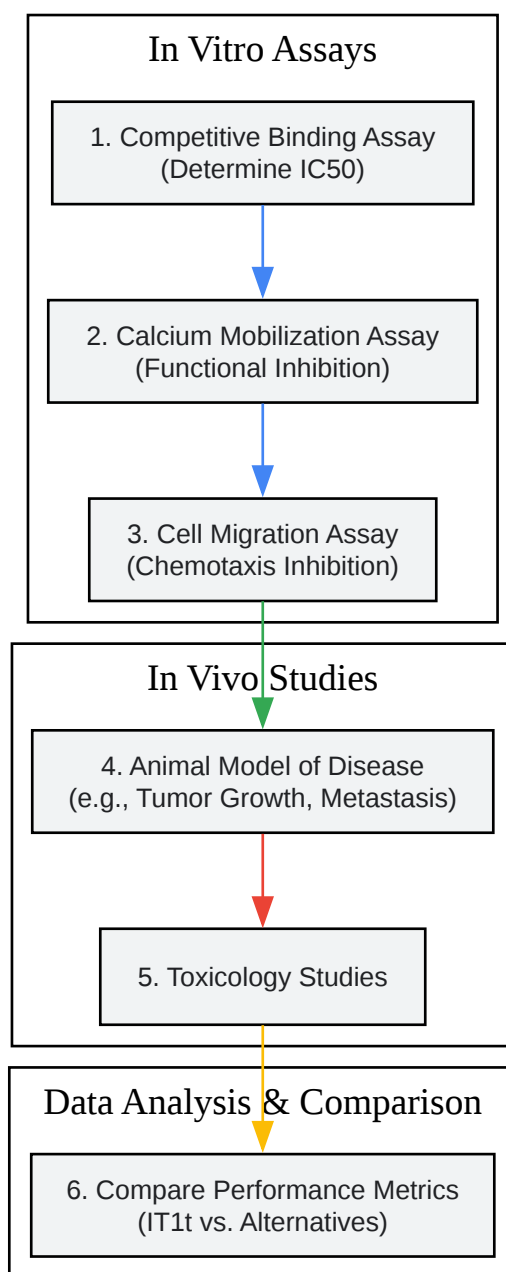 In Vitro Assays
1. Competitive Binding Assay
(Determine IC50)
2. Calcium Mobilization Assay
(Functional Inhibition)
3. Cell Migration Assay
(Chemotaxis Inhibition)
In Vivo Studies
4. Animal Model of Disease
(e.g., Tumor Growth, Metastasis)
5. Toxicology Studies
Data Analysis & Comparison
6. Compare Performance Metrics
(IT1t vs. Alternatives)